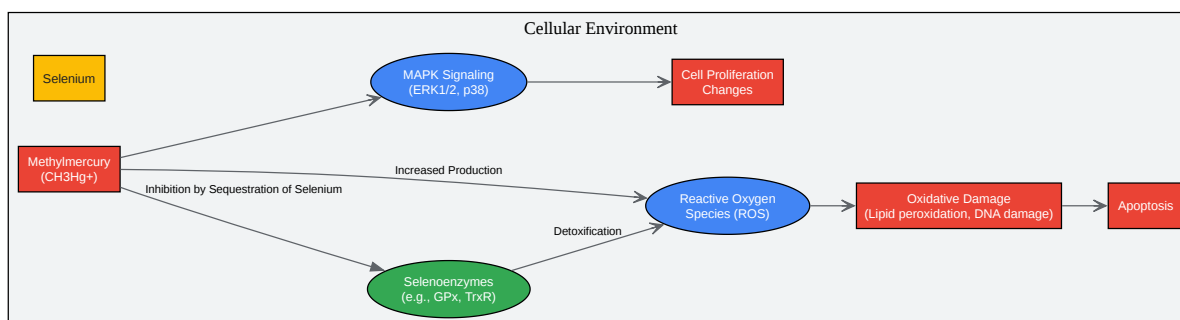 Cellular Environment
Selenium
MAPK Signaling
(ERK1/2, p38)
Cell Proliferation
Changes
Methylmercury
(CH3Hg+)
Increased Production
Inhibition by Sequestration of Selenium
Reactive Oxygen
Species (ROS)
Oxidative Damage
(Lipid peroxidation, DNA damage)
Apoptosis
Detoxification
Selenoenzymes
(e.g., GPx, TrxR)